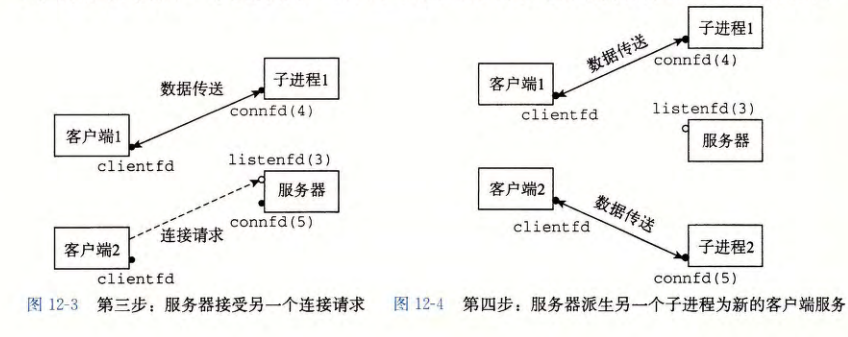 子进程1
数据传送
connfd(4)
客户端1
clientfd
listenfd(3)
服务器
connfd(5)
连接请求
客户端2
clientfd
图 12-3 第三步：服务器接受另一个连接请求
子进程1
数据传送
connfd(4)
客户端1
clientfd
listenfd(3)
服务器
客户端2
数据传送
clientfd
子进程2
connfd(5)
图 12-4 第四步：服务器派生另一个子进程为新的客户端服务